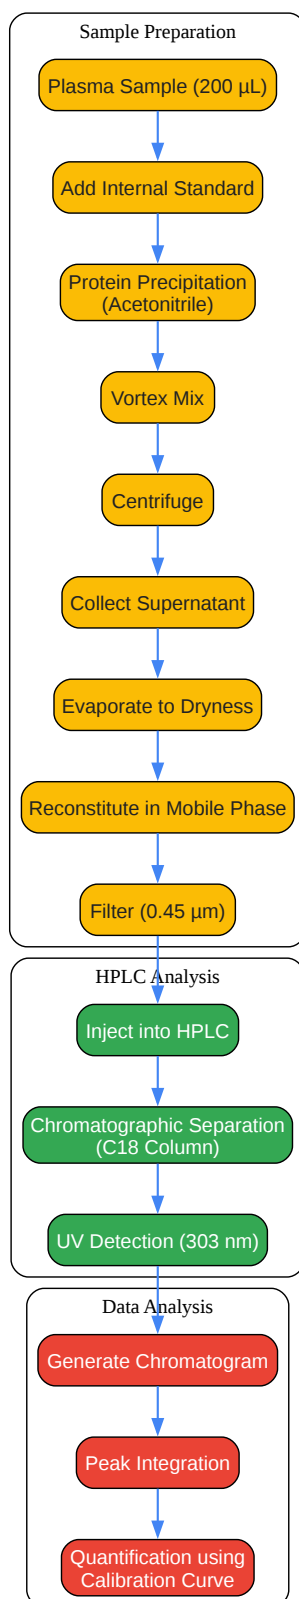 Sample Preparation
Plasma Sample (200 µL)
Add Internal Standard
Protein Precipitation
(Acetonitrile)
Vortex Mix
Centrifuge
Collect Supernatant
Evaporate to Dryness
Reconstitute in Mobile Phase
Filter (0.45 µm)
HPLC Analysis
Inject into HPLC
Chromatographic Separation
(C18 Column)
UV Detection (303 nm)
Data Analysis
Generate Chromatogram
Peak Integration
Quantification using
Calibration Curve